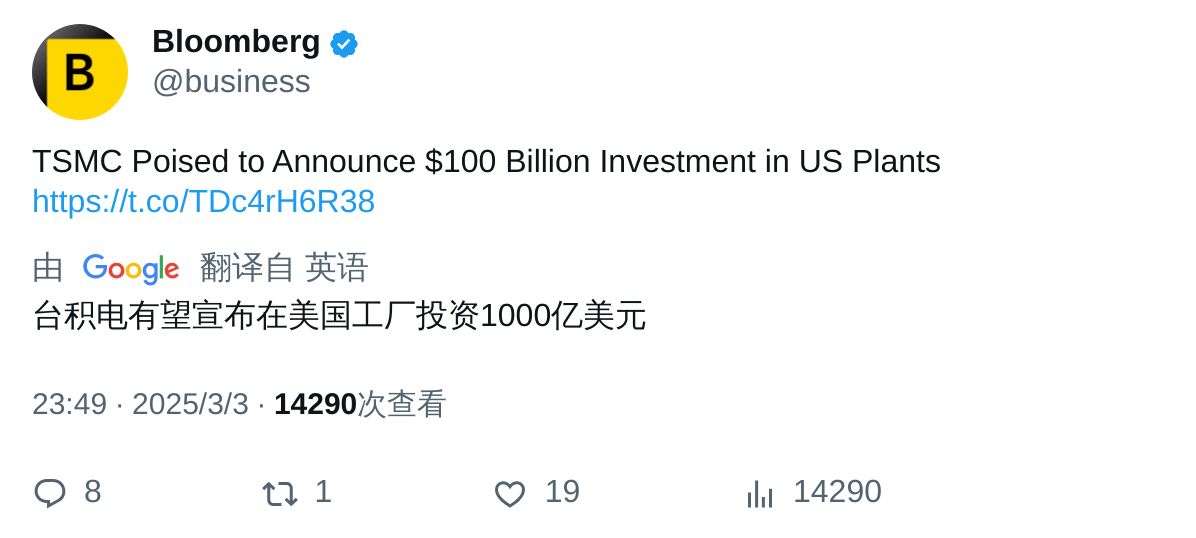 B
Bloomberg
@business
TSMC Poised to Announce $100 Billion Investment in US Plants
https://t.co/TDc4rH6R38
由 Google 翻译自 英语
台积电有望宣布在美国工厂投资1000亿美元
23:49 · 2025/3/3 · 14290次查看
8 1 19 14290